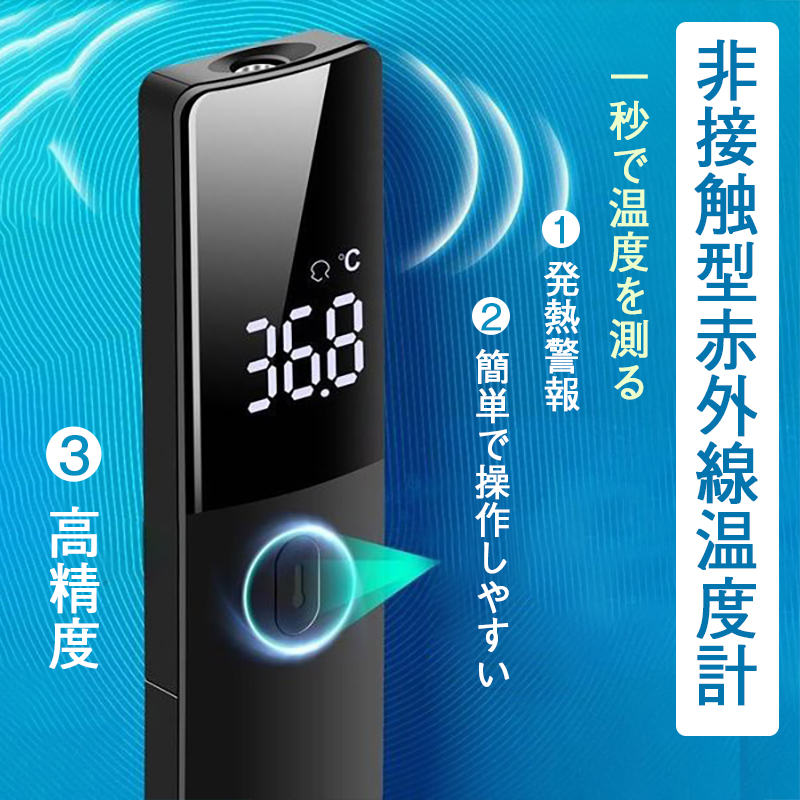 非接触型赤外線温度計
一秒で温度を測る
1 発熱警報
2 簡単で操作しやすい
3 高精度
℃
36.8